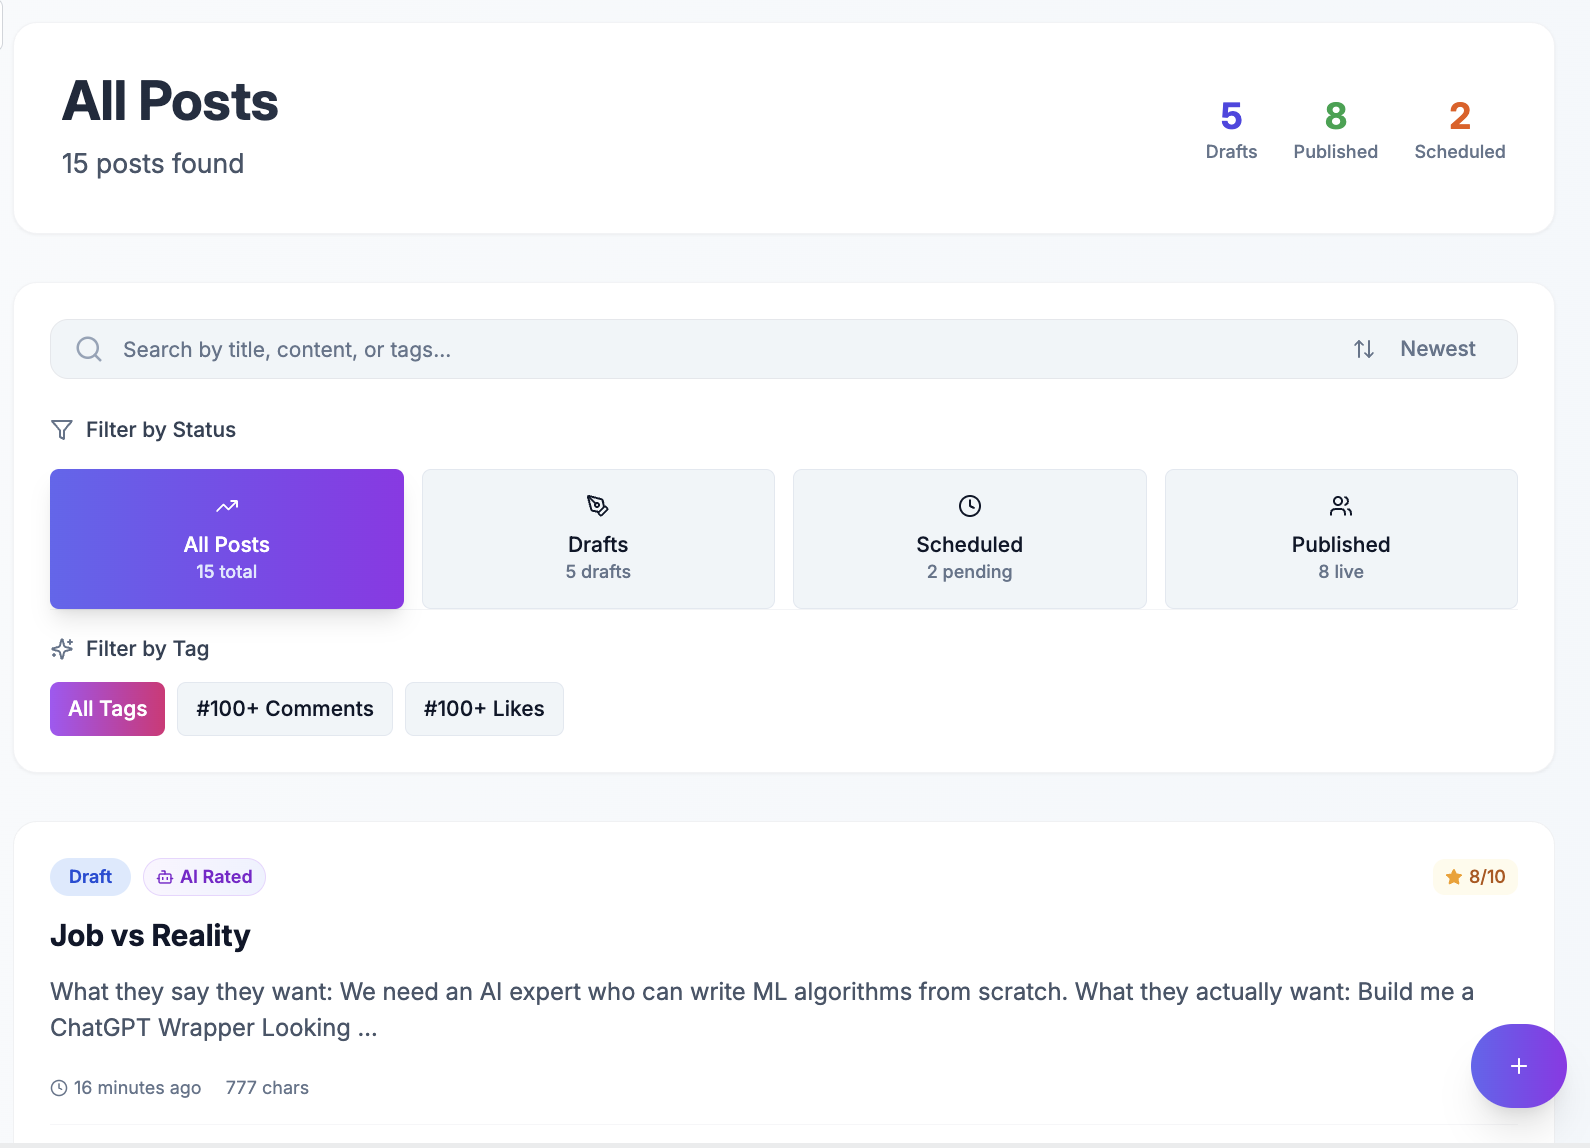 All Posts
15 posts found
5
Drafts
8
Published
2
Scheduled
Search by title, content, or tags...
Newest
Filter by Status
All Posts
15 total
Drafts
5 drafts
Scheduled
2 pending
Published
8 live
Filter by Tag
All Tags
#100+ Comments
#100+ Likes
Draft
AI Rated
8/10
Job vs Reality
What they say they want: We need an AI expert who can write ML algorithms from scratch. What they actually want: Build me a
ChatGPT Wrapper Looking ...
16 minutes ago
777 chars